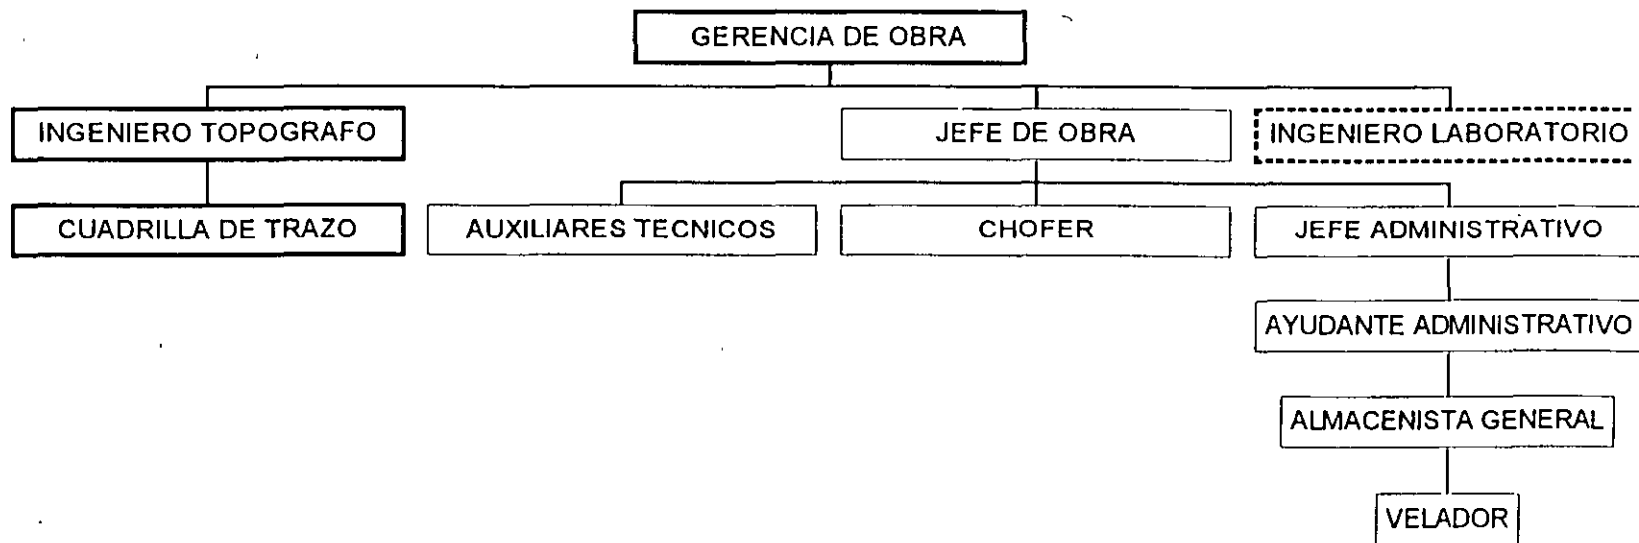 GERENCIA DE OBRA
INGENIERO TOPOGRAFO
JEFE DE OBRA
INGENIERO LABORATORIO
CUADRILLA DE TRAZO
AUXILIARES TECNICOS
CHOFER
JEFE ADMINISTRATIVO
AYUDANTE ADMINISTRATIVO
ALMACENISTA GENERAL
VELADOR